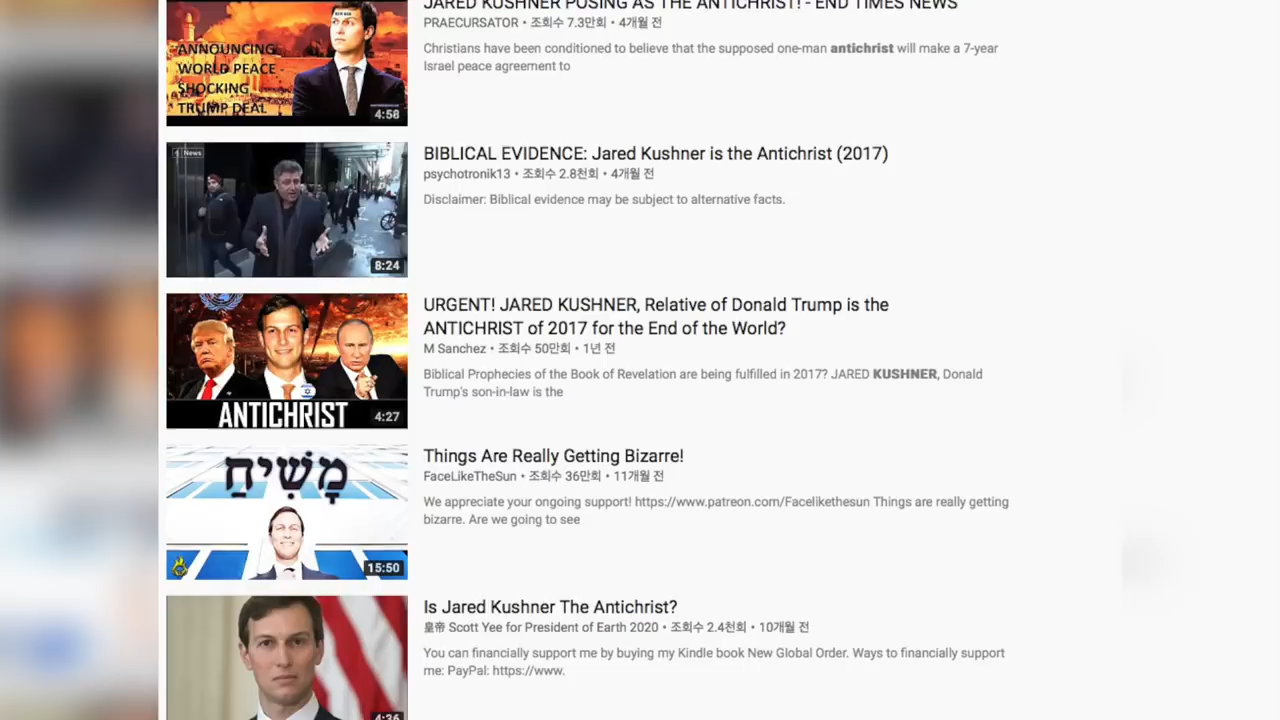 JARED KUSHNER POSING AS THE ANTICHRIST! - END TIMES NEWS
PRAECURSATOR • 조회수 7.3만회 • 4개월 전
Christians have been conditioned to believe that the supposed one-man antichrist will make a 7-year
Israel peace agreement to
ANNOUNCING
WORLD PEACE -
SHOCKING
TRUMP DEAL
4:58
News
8:24
BIBLICAL EVIDENCE: Jared Kushner is the Antichrist (2017)
psychotronik13 • 조회수 2.8천회 • 4개월 전
Disclaimer: Biblical evidence may be subject to alternative facts.
URGENT! JARED KUSHNER, Relative of Donald Trump is the
ANTICHRIST of 2017 for the End of the World?
M Sanchez • 조회수 50만회 • 1년 전
Biblical Prophecies of the Book of Revelation are being fulfilled in 2017? JARED KUSHNER, Donald
Trump's son-in-law is the
ANTICHRIST
4:27
Things Are Really Getting Bizarre!
FaceLikeTheSun • 조회수 36만회 • 11개월 전
We appreciate your ongoing support! https://www.patreon.com/Facelikethesun Things are really getting
bizarre. Are we going to see
מָשִׁיחַ
15:50
Is Jared Kushner The Antichrist?
皇帝 Scott Yee for President of Earth 2020 • 조회수 2.4천회 • 10개월 전
You can financially support me by buying my Kindle book New Global Order. Ways to financially support
me: PayPal: https://www.
4:36